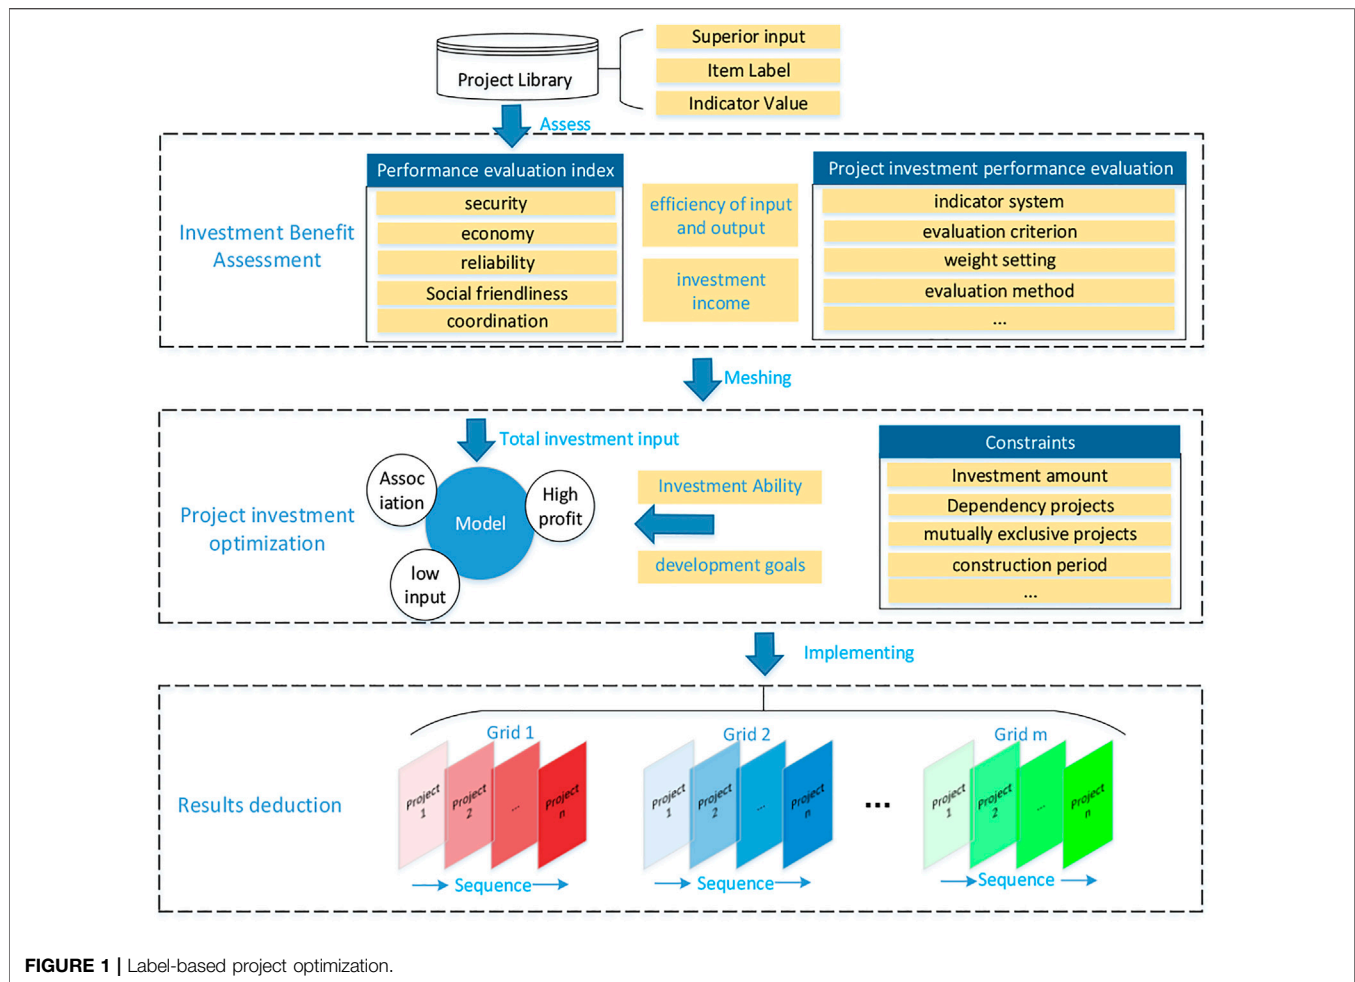 Superior input
Project Library
Item Label
Indicator Value
Assess
Investment Benefit
Assessment
Performance evaluation index
security
economy
reliability
Social friendliness
coordination
efficiency of input
and output
investment
income
Project investment performance evaluation
indicator system
evaluation criterion
weight setting
evaluation method
...
Meshing
Project investment
optimization
Total investment input
Assoc
iation
Model
High
profit
low
input
Investment Ability
development goals
Constraints
Investment amount
Dependency projects
mutually exclusive projects
construction period
...
Implementing
Results deduction
Grid 1
Project
1
Project
2
...
Project
n
Sequence
Grid 2
Project
1
Project
2
...
Project
n
Sequence
...
Grid m
Project
1
Project
2
...
Project
n
Sequence
FIGURE 1 | Label-based project optimization.